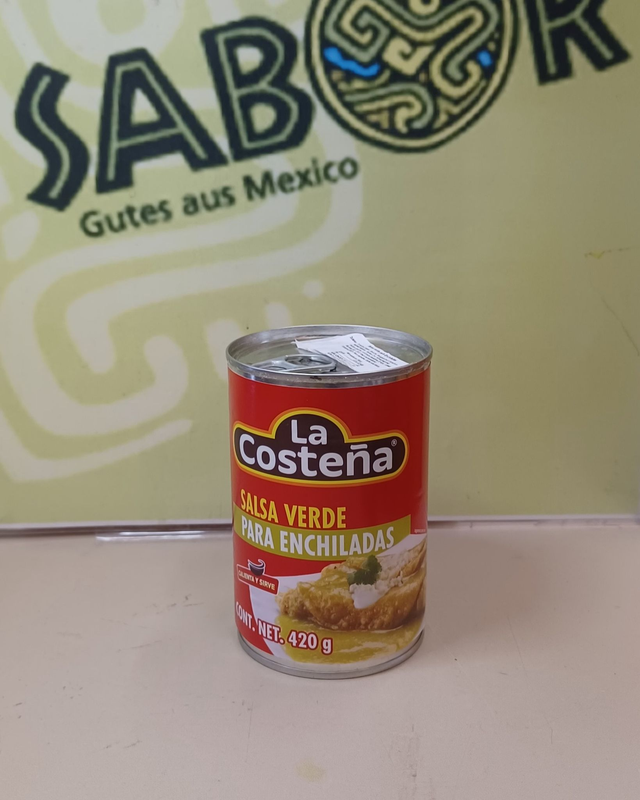 SABOR
Gutes aus Mexico
La
Costeña®
SALSA VERDE
PARA ENCHILADAS
CALIENTA Y SIRVE
CONT. NET. 420 g